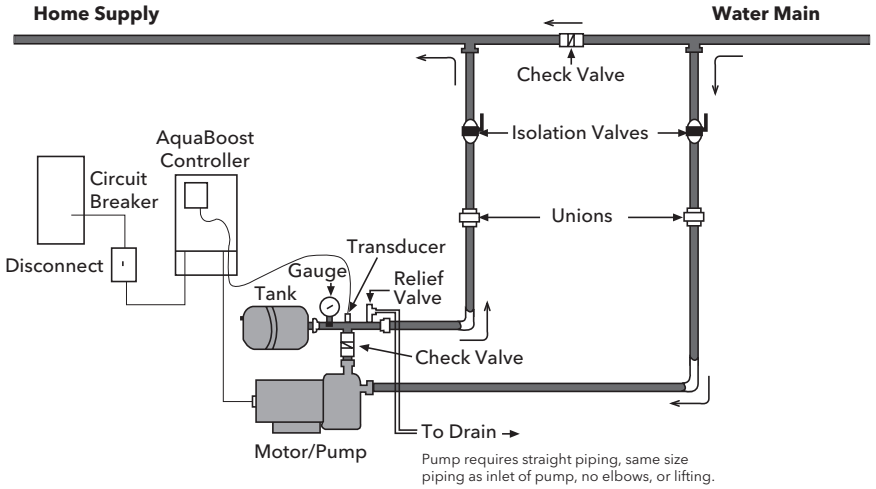 Home Supply
Water Main
Check Valve
Isolation Valves
AquaBoost
Controller
Circuit
Breaker
Unions
Disconnect
Transducer
Gauge
Relief
Valve
Tank
Check Valve
To Drain
Motor/Pump
Pump requires straight piping, same size
piping as inlet of pump, no elbows, or lifting.